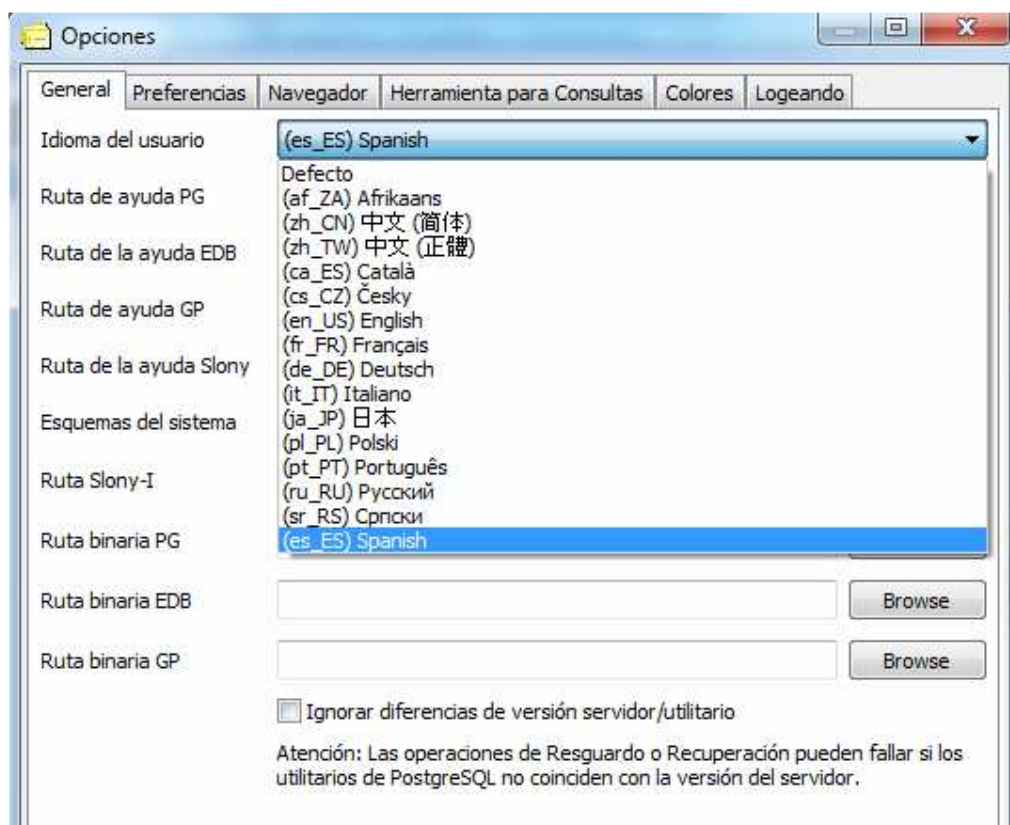 Opciones
General Preferencias Navegador Herramienta para Consultas Colores Logeando
Idioma del usuario (es_ES) Spanish
Defecto
Ruta de ayuda PG
(af_ZA) Afrikaans
(zh_CN) 中文 (简体)
(zh_TW) 中文 (正體)
Ruta de la ayuda EDB
(ca_ES) Català
(cs_CZ) Česky
Ruta de ayuda GP
(en_US) English
(fr_FR) Français
Ruta de la ayuda Slony
(de_DE) Deutsch
(it_IT) Italiano
Esquemas del sistema
(ja_JP) 日本
(pl_PL) Polski
(pt_PT) Português
Ruta Slony-I
(ru_RU) Русский
(sr_RS) Српски
Ruta binaria PG (es_ES) Spanish
Ruta binaria EDB Browse
Ruta binaria GP Browse
Ignorar diferencias de versión servidor/utilitario
Atención: Las operaciones de Resguardo o Recuperación pueden fallar si los
utilitarios de PostgreSQL no coinciden con la versión del servidor.